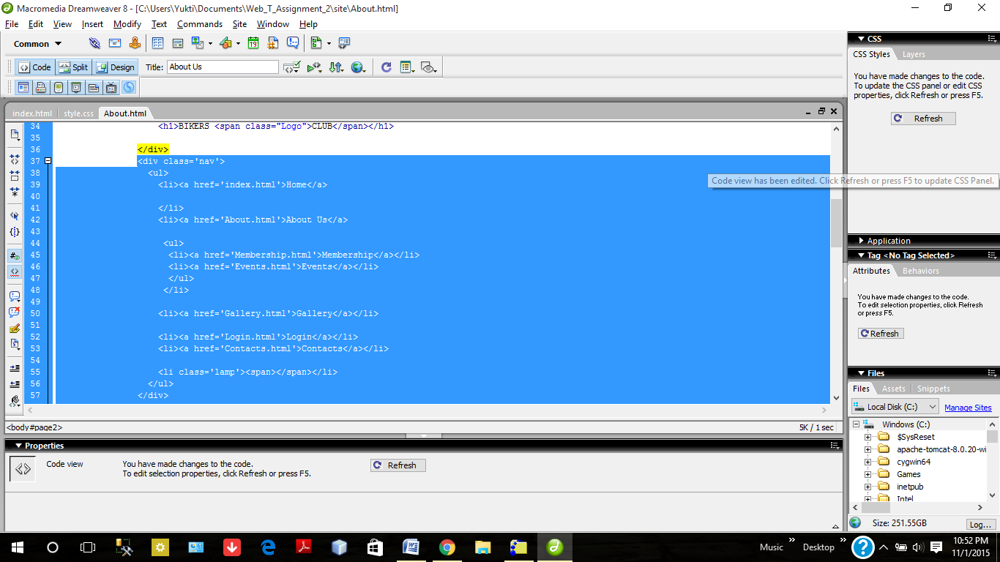 Macromedia Dreamweaver 8 - [C:\Users\Yukti\Documents\Web_T_Assignment_2\site\About.html]
File Edit View Insert Modify Text Commands Site Window Help
Common
Code Split Design Title: About Us
index.html style.css About.html
34 <h1>BIKERS <span class="Logo">CLUB</span></h1>
35
36 </div>
37 <div class='nav'>
38 <ul>
39 <li><a href='index.html'>Home</a>
40
41 </li>
42 <li><a href='About.html'>About Us</a>
43
44 <ul>
45 <li><a href='Membership.html'>Membership</a></li>
46 <li><a href='Events.html'>Events</a></li>
47 </ul>
48 </li>
49
50 <li><a href='Gallery.html'>Gallery</a></li>
51
52 <li><a href='Login.html'>Login</a></li>
53 <li><a href='Contacts.html'>Contacts</a></li>
54
55 <li class='lamp'><span></span></li>
56 </ul>
57 </div>
<body#page2> 5K / 1 sec
Properties
Code view You have made changes to the code.
To edit selection properties, click Refresh or press F5.
Refresh
CSS
CSS Styles Layers
You have made changes to the code.
To update the CSS panel or edit CSS
properties, click Refresh or press F5.
Refresh
Code view has been edited. Click Refresh or press F5 to update CSS Panel.
Application
Tag <No Tag Selected>
Attributes Behaviors
You have made changes to the code.
To edit selection properties, click Refresh
or press F5.
Refresh
Files
Files Assets Snippets
Local Disk (C:) Manage Sites
Windows (C:)
$SysReset
apache-tomcat-8.0.20-wi
cygwin64
Games
inetpub
Intel
Size: 251.55GB Log...
Music Desktop 10:52 PM
11/1/2015